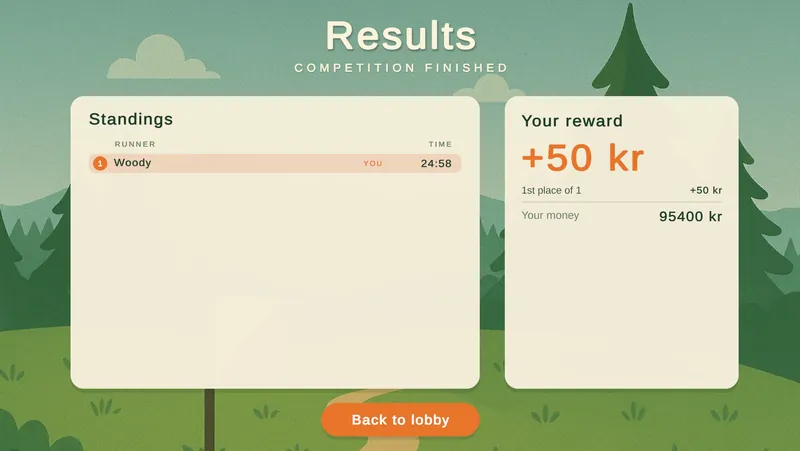 Results
COMPETITION FINISHED
Standings
RUNNER TIME
1 Woody YOU 24:58
Your reward
+50 kr
1st place of 1 +50 kr
Your money 95400 kr
Back to lobby